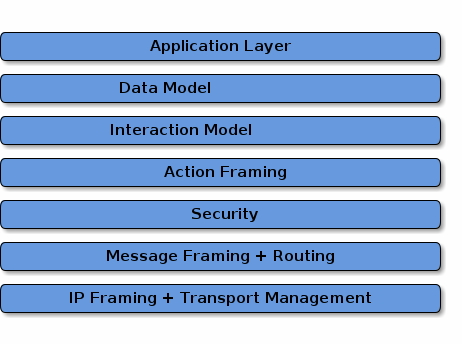 Application Layer
Data Model
Interaction Model
Action Framing
Security
Message Framing + Routing
IP Framing + Transport Management